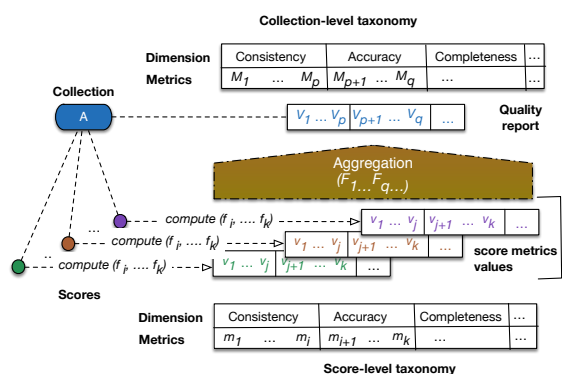 Collection-level taxonomy
Dimension Consistency Accuracy Completeness ...
Metrics M1 ... Mp Mp+1 ... Mq ... ...
Collection
A
V1 ... Vp Vp+1 ... Vq ...
Quality
report
Aggregation
(F1...Fq...)
compute (fi, .... fk) v1 ... vj vj+1 ... vk ...
...
compute (fi, .... fk) v1 ... vj vj+1 ... vk ...
..
compute (fi, .... fk) v1 ... vj vj+1 ... vk ...
score metrics
values
Scores
Dimension Consistency Accuracy Completeness ...
Metrics m1 ... mi mi+1 ... mk ... ...
Score-level taxonomy